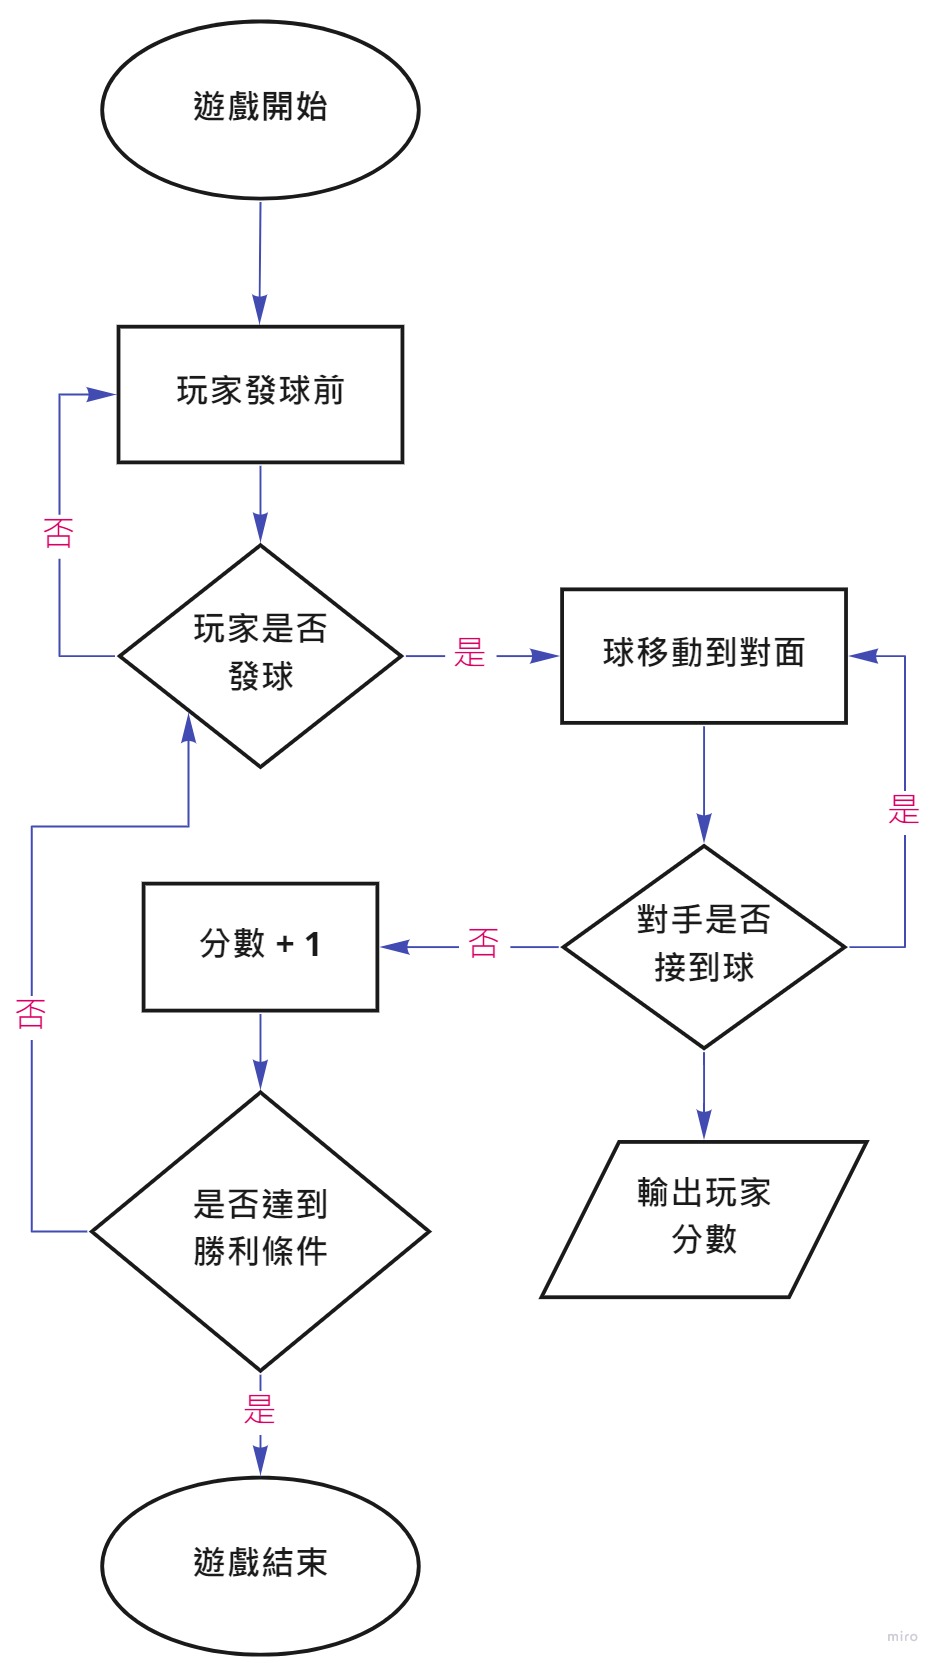 遊戲開始
玩家發球前
否
玩家是否
發球
是
球移動到對面
是
對手是否
接到球
否
分數 + 1
否
是否達到
勝利條件
輸出玩家
分數
是
遊戲結束
miro